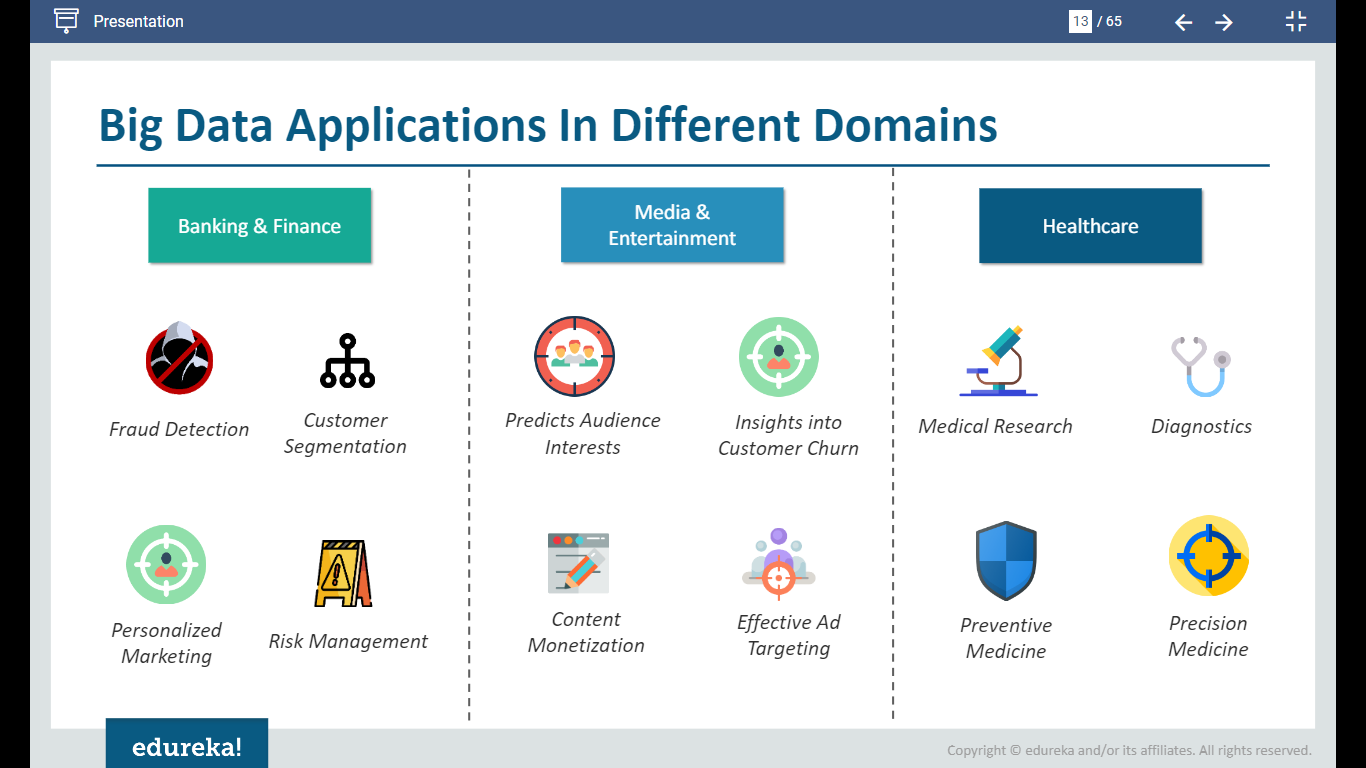 Presentation
13 / 65
Big Data Applications In Different Domains
Banking & Finance
Fraud Detection
Customer
Segmentation
Personalized
Marketing
Risk Management
Media &
Entertainment
Predicts Audience
Interests
Insights into
Customer Churn
Content
Monetization
Effective Ad
Targeting
Healthcare
Medical Research
Diagnostics
Preventive
Medicine
Precision
Medicine
edureka!
Copyright © edureka and/or its affiliates. All rights reserved.